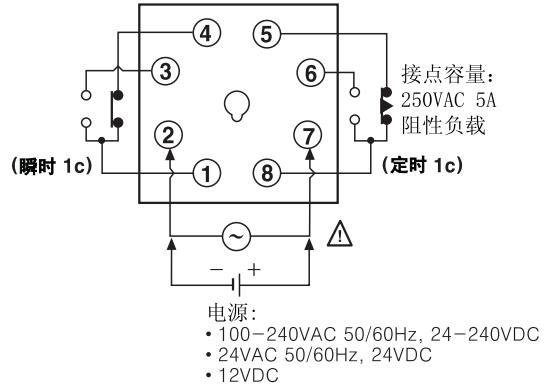 4
5
3
6
接点容量:
250VAC 5A
阻性负载
2
7
(瞬时 1c)
1
8
(定时 1c)
~
!
− +
电源:
• 100−240VAC 50/60Hz, 24−240VDC
• 24VAC 50/60Hz, 24VDC
• 12VDC